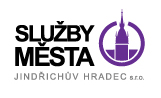 SLUŽBY
MĚSTA
JINDŘICHŮV HRADEC s.r.o.